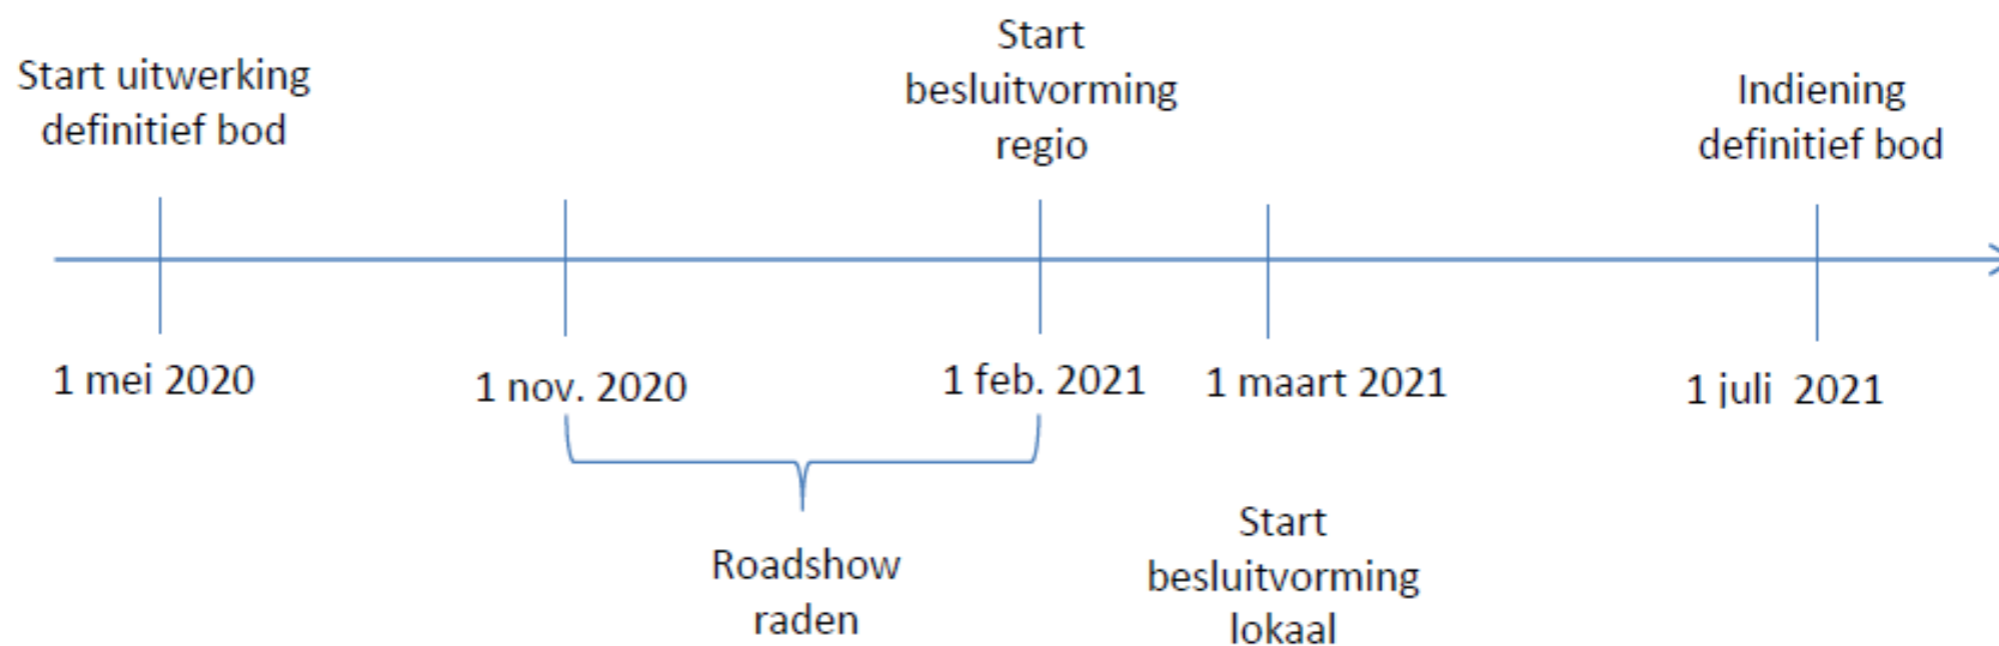 Start uitwerking
definitief bod
Start
besluitvorming
regio
Indiening
definitief bod
1 mei 2020
1 nov. 2020
1 feb. 2021
1 maart 2021
1 juli  2021
Roadshow
raden
Start
besluitvorming
lokaal